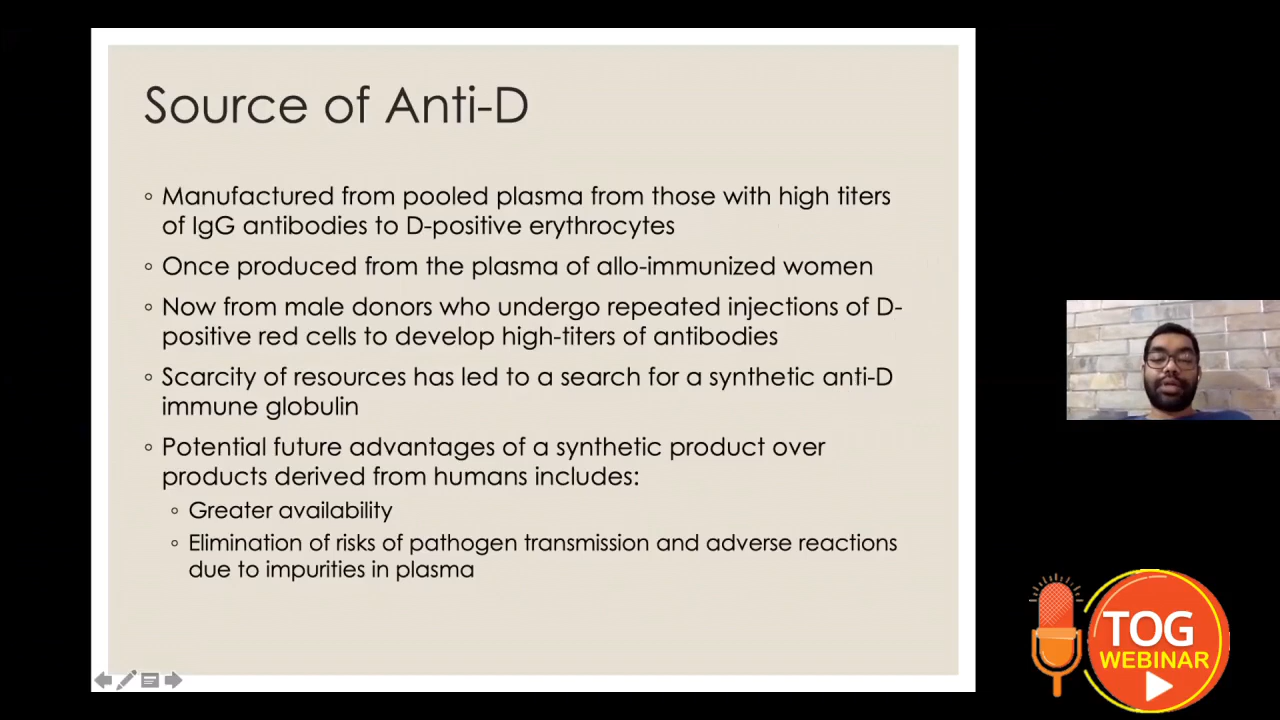 Source of Anti-D
◦ Manufactured from pooled plasma from those with high titers
of IgG antibodies to D-positive erythrocytes
◦ Once produced from the plasma of allo-immunized women
◦ Now from male donors who undergo repeated injections of D-
positive red cells to develop high-titers of antibodies
◦ Scarcity of resources has led to a search for a synthetic anti-D
immune globulin
◦ Potential future advantages of a synthetic product over
products derived from humans includes:
◦ Greater availability
◦ Elimination of risks of pathogen transmission and adverse reactions
due to impurities in plasma
TOG
WEBINAR